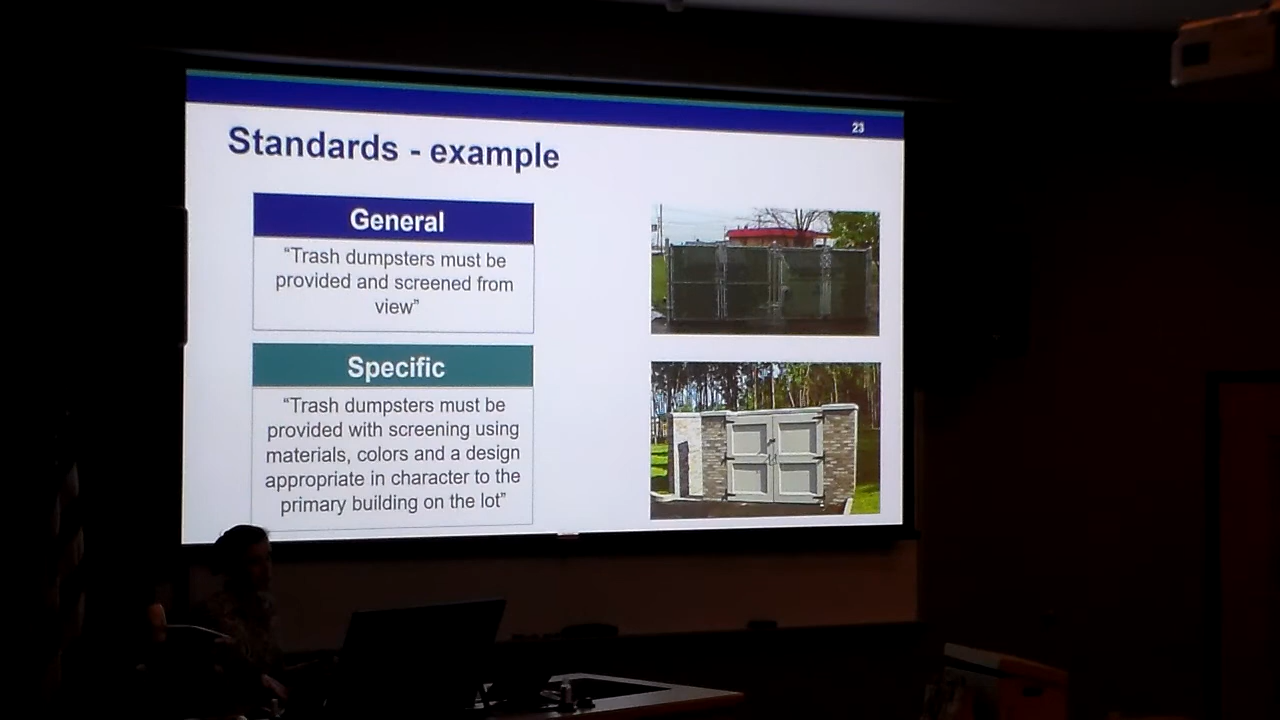 23
Standards - example
General
“Trash dumpsters must be
provided and screened from
view”
Specific
“Trash dumpsters must be
provided with screening using
materials, colors and a design
appropriate in character to the
primary building on the lot”